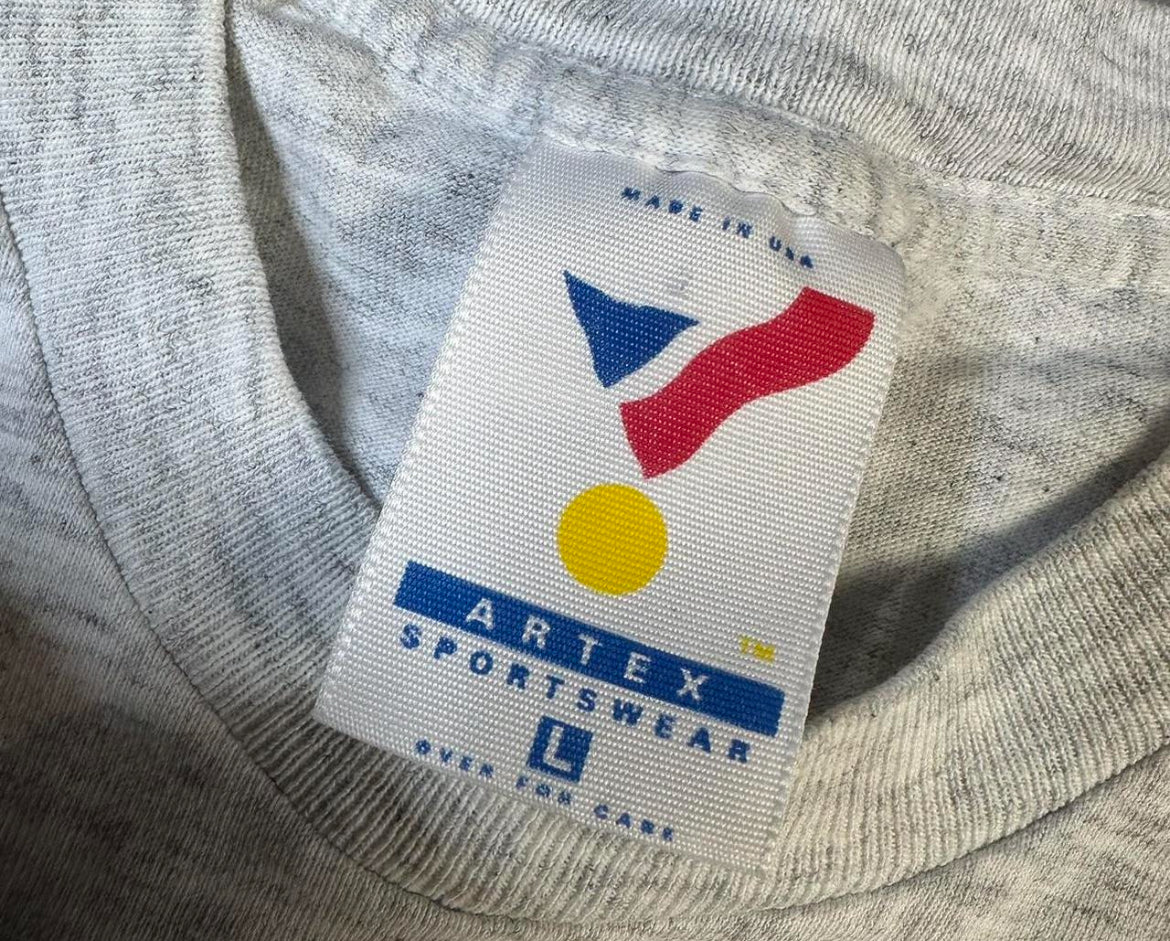 MADE IN USA
TM
ARTEX
SPORTSWEAR
L
OVER FOR CARE